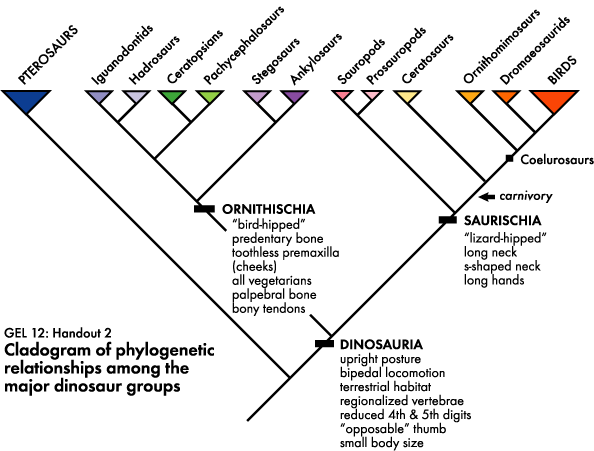 PTEROSAURS
Iguanodontids
Hadrosaurs
Ceratopsians
Pachycephalosaurs
Stegosaurs
Ankylosaurs
Sauropods
Prosauropods
Ceratosaurs
Ornithominosaurs
Dromaeosaurids
BIRDS
Coelurosaurs
carnivory
ORNITHISCHIA
"bird-hipped"
predentary bone
toothless premaxilla
(cheeks)
all vegetarians
palpebral bone
bony tendons
SAURISCHIA
"lizard-hipped"
long neck
s-shaped neck
long hands
GEL 12: Handout 2
Cladogram of phylogenetic
relationships among the
major dinosaur groups
DINOSAURIA
upright posture
bipedal locomotion
terrestrial habitat
regionalized vertebrae
reduced 4th & 5th digits
"opposable" thumb
small body size